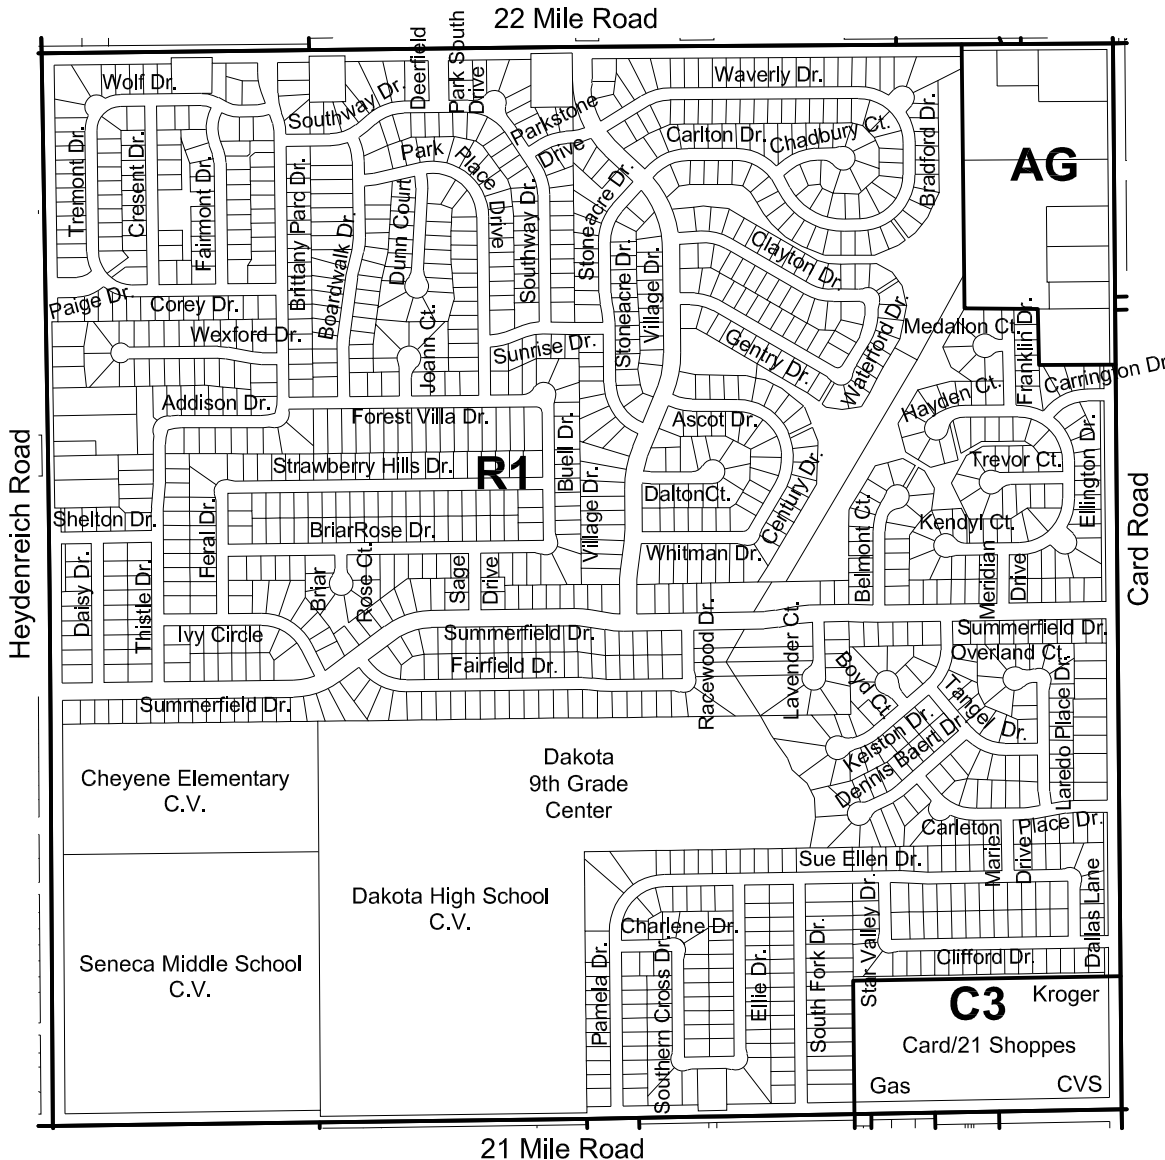 22 Mile Road
Wolf Dr.
Southway Dr.
Deerfield
Park South
Drive
Parkstone
Drive
Waverly Dr.
Carlton Dr.
Chadbury Ct.
Bradford Dr.
AG
Tremont Dr.
Cresent Dr.
Fairmont Dr.
Brittany Parc Dr.
Boardwalk Dr.
Park
Place
Drive
Dunn Court
Southway Dr.
Stoneacre Dr.
Stoneacre Dr.
Village Dr.
Clayton Dr.
Gentry Dr.
Waterford Dr.
Paige Dr.
Corey Dr.
Wexford Dr.
Joann Ct.
Sunrise Dr.
Medallon Ct.
Franklin Dr.
Carrington Dr
Hayden Ct.
Addison Dr.
Forest Villa Dr.
Ascot Dr.
Strawberry Hills Dr.
R1
Buell Dr.
Village Dr.
DaltonCt.
Century Dr.
Trevor Ct.
Ellington Dr.
Heydenreich Road
Card Road
Shelton Dr.
Feral Dr.
BriarRose Dr.
Whitman Dr.
Belmont Ct.
Kendyl Ct.
Daisy Dr.
Thistle Dr.
Briar
Rose Ct.
Sage
Drive
Meridian
Drive
Ivy Circle
Summerfield Dr.
Fairfield Dr.
Racewood Dr.
Lavender Ct.
Summerfield Dr.
Overland Ct.
Boyd Ct.
Tangel Dr.
Laredo Place Dr.
Summerfield Dr.
Kelston Dr.
Dennis Baert Dr.
Cheyene Elementary
C.V.
Dakota
9th Grade
Center
Carleton
Place Dr.
Marie
Drive
Sue Ellen Dr.
Dakota High School
C.V.
Charlene Dr.
Star Valley Dr.
Dallas Lane
Seneca Middle School
C.V.
Pamela Dr.
Southern Cross Dr.
Ellie Dr.
South Fork Dr.
Clifford Dr.
C3
Kroger
Card/21 Shoppes
Gas
CVS
21 Mile Road